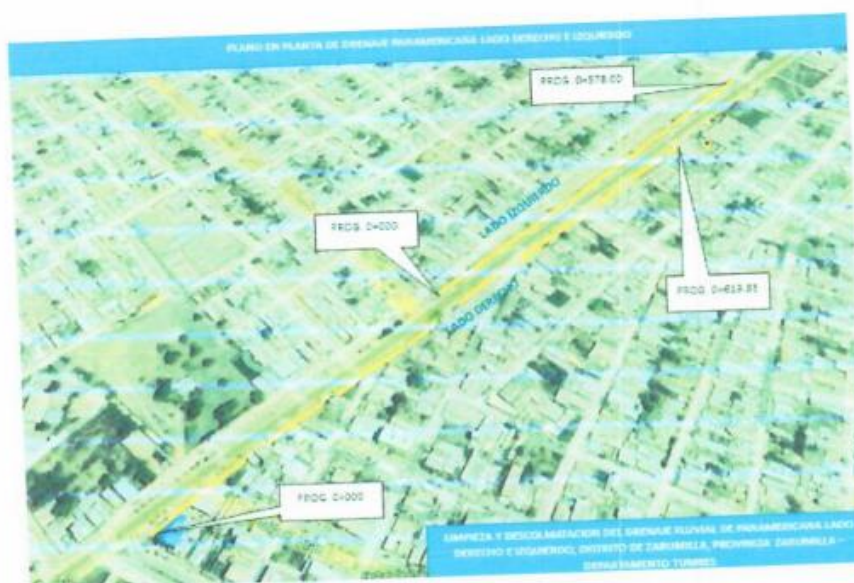 PLANO EN PLANTA DE DRENAJE PANAMERICANA LADO DERECHO E IZQUIERDO
PROG. 0+578.00
LADO IZQUIERDO
PROG. 0+000
PROG. 0+619.35
LADO DERECHO
PROG. 0+000
LIMPIEZA Y DESCOLMATACION DEL DRENAJE PLUVIAL DE PANAMERICANA LADO
DERECHO E IZQUIERDO, DISTRITO DE ZARUMILLA, PROVINCIA ZARUMILLA –
DEPARTAMENTO TUMBES